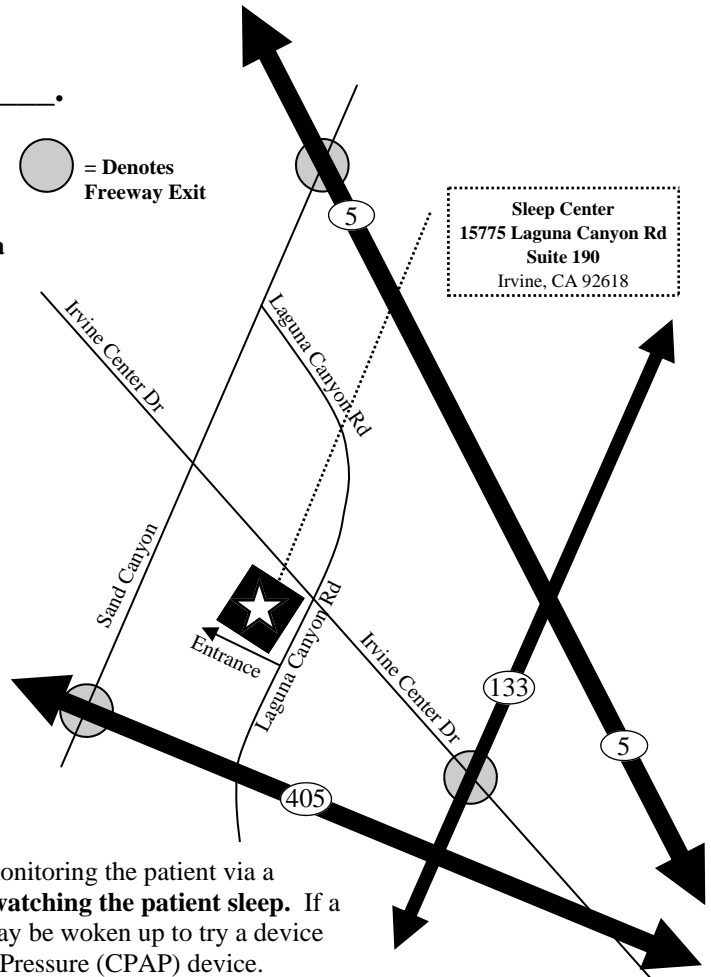 ____.
= Denotes
Freeway Exit
5
Sleep Center
15775 Laguna Canyon Rd
Suite 190
Irvine, CA 92618
a
Irvine Center Dr
Laguna Canyon Rd
Sand Canyon
Entrance
Laguna Canyon Rd
Irvine Center Dr
133
5
405
onitoring the patient via a
watching the patient sleep. If a
ay be woken up to try a device
Pressure (CPAP) device.